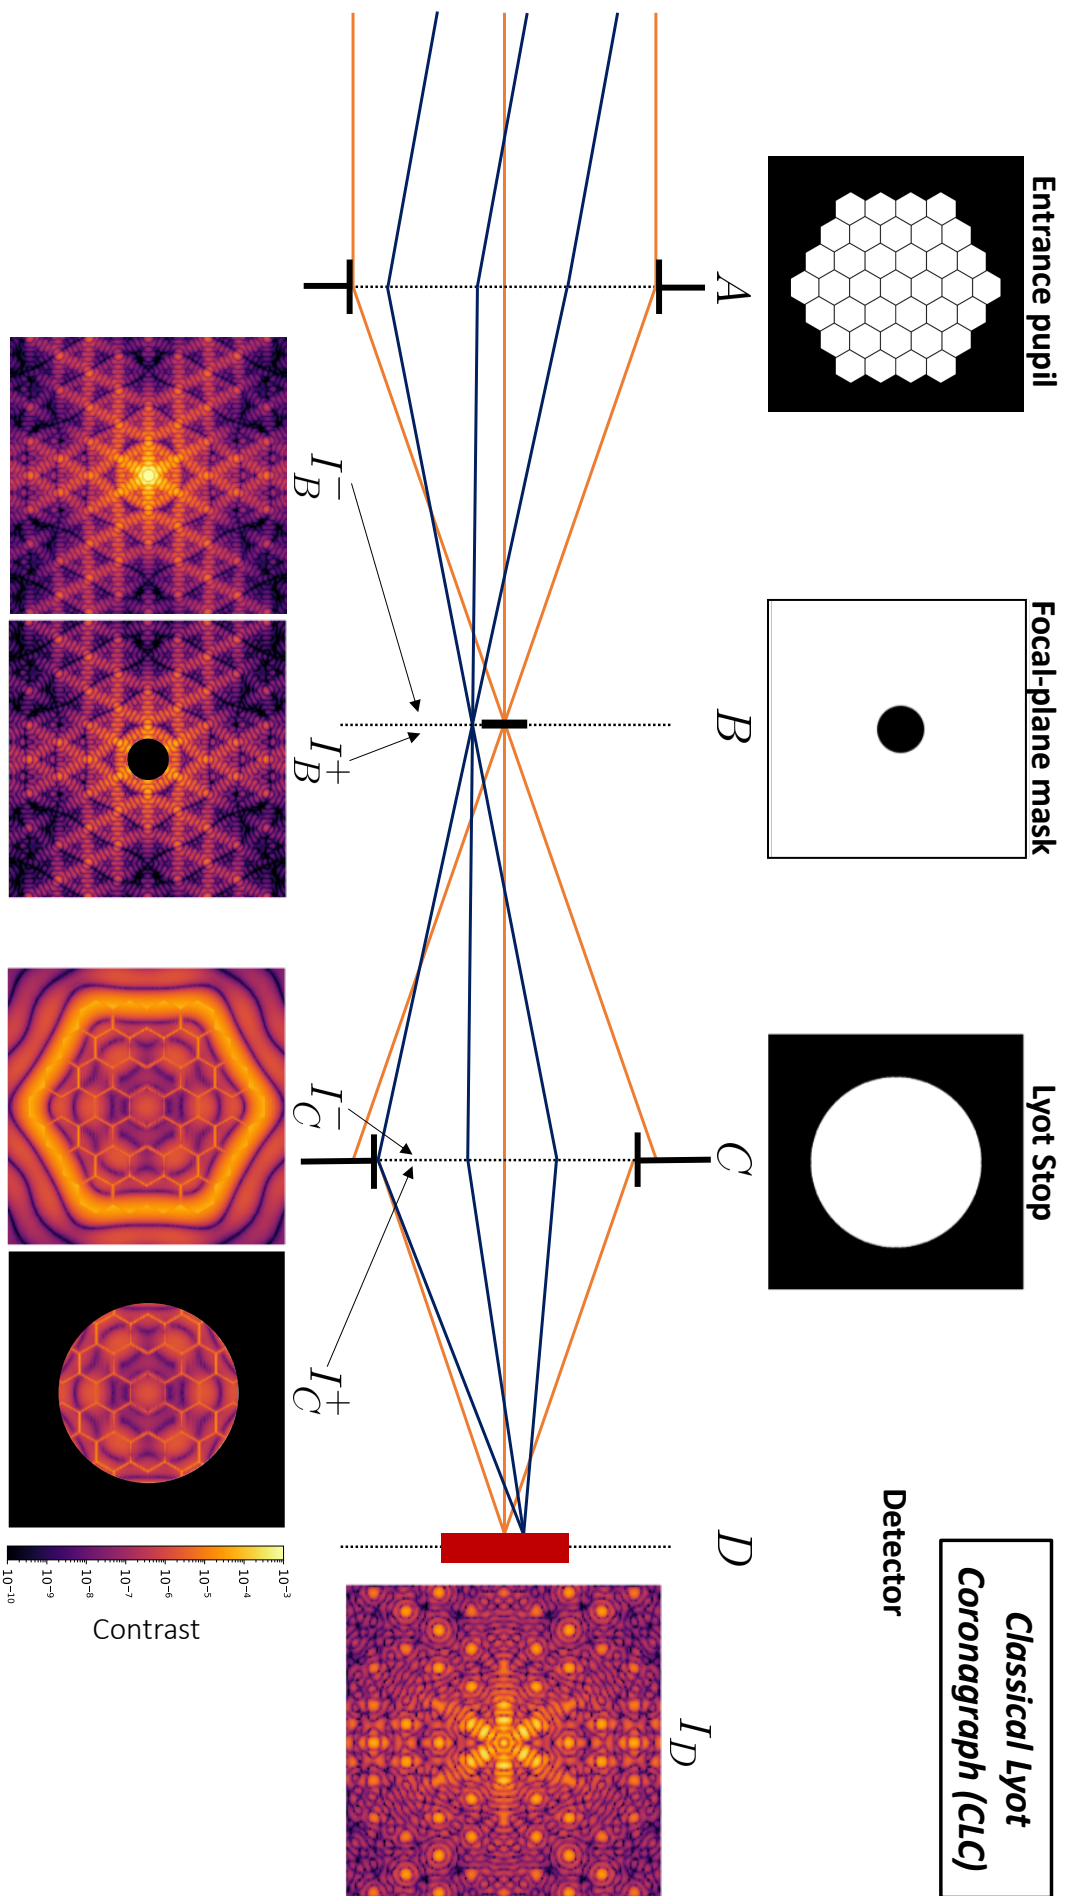 Classical Lyot
Coronagraph (CLC)
Entrance pupil
Focal-plane mask
Lyot Stop
Detector
A
B
C
D
I_B^-
I_B^+
I_C^-
I_C^+
I_D
10^{-3}
10^{-4}
10^{-5}
10^{-6}
10^{-7}
10^{-8}
10^{-9}
10^{-10}
Contrast